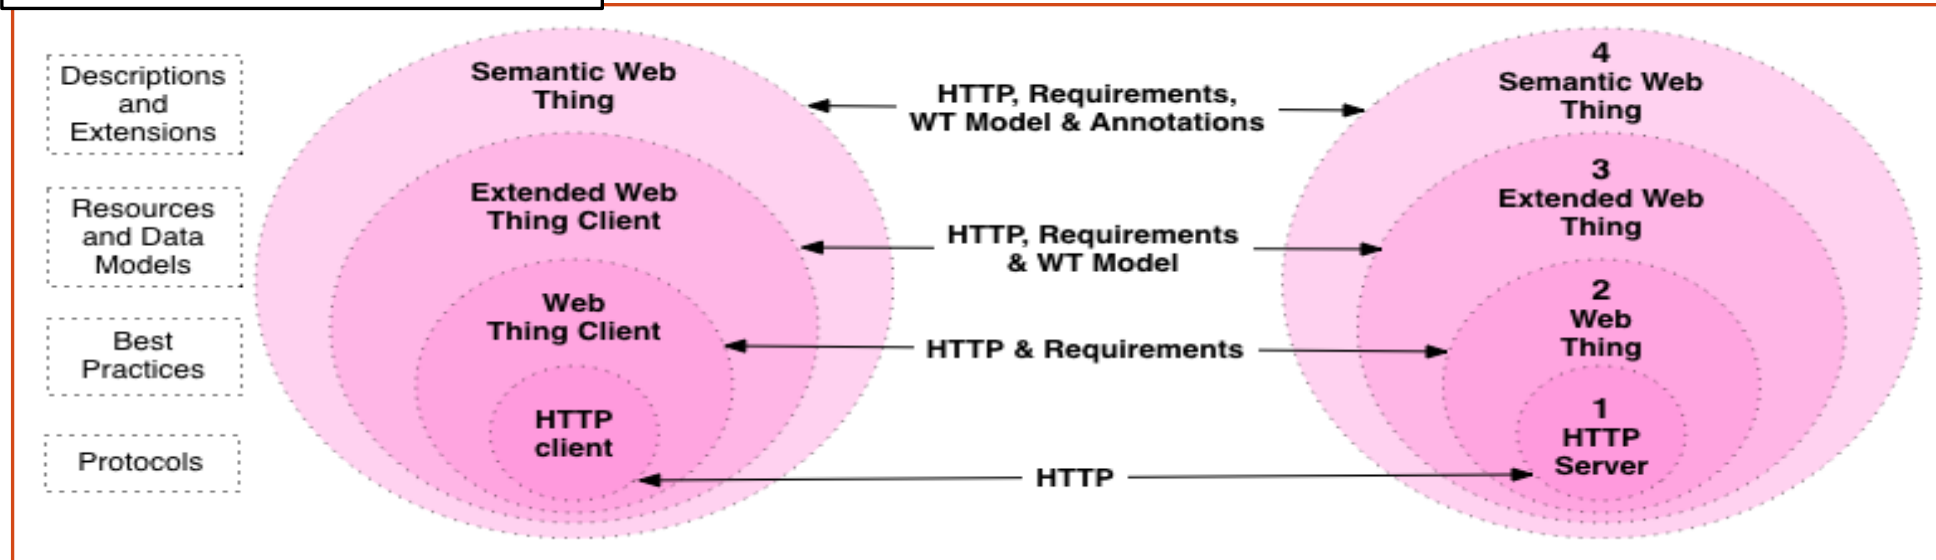 Descriptions
and
Extensions
Resources
and Data
Models
Best
Practices
Protocols
Semantic Web
Thing
Extended Web
Thing Client
Web
Thing Client
HTTP
client
HTTP, Requirements,
WT Model & Annotations
HTTP, Requirements
& WT Model
HTTP & Requirements
HTTP
4
Semantic Web
Thing
3
Extended Web
Thing
2
Web
Thing
1
HTTP
Server